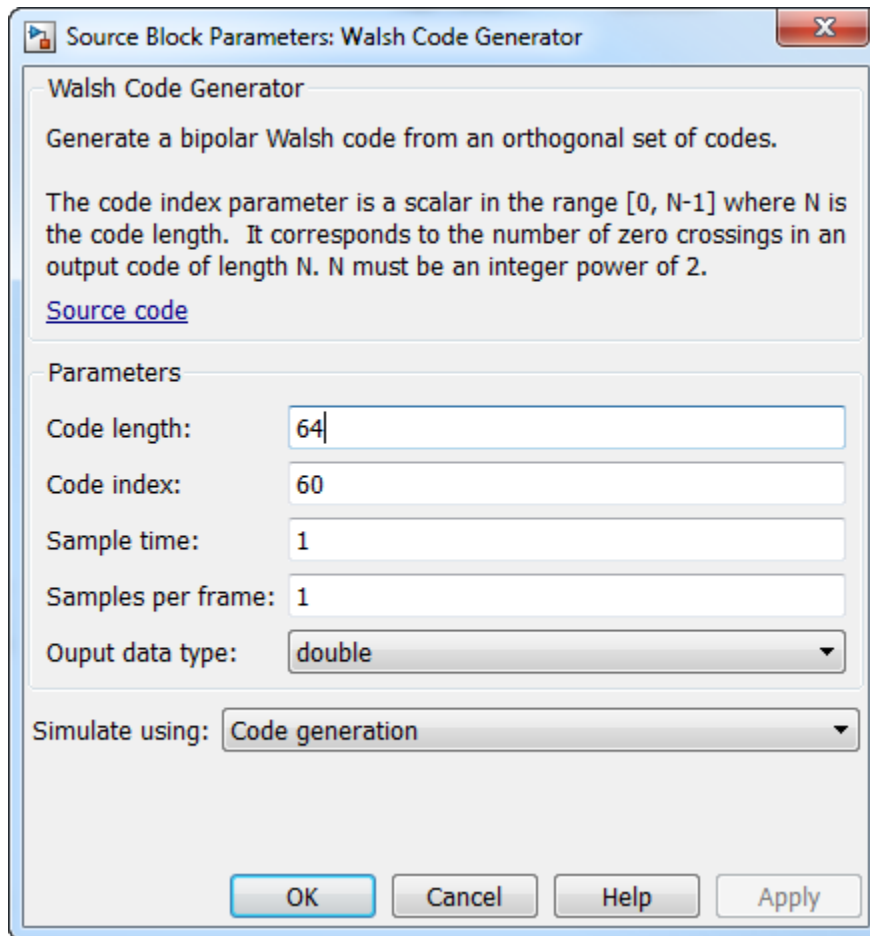 Source Block Parameters: Walsh Code Generator
Walsh Code Generator
Generate a bipolar Walsh code from an orthogonal set of codes.
The code index parameter is a scalar in the range [0, N-1] where N is
the code length. It corresponds to the number of zero crossings in an
output code of length N. N must be an integer power of 2.
Source code
Parameters
Code length: 64
Code index: 60
Sample time: 1
Samples per frame: 1
Ouput data type: double
Simulate using: Code generation
OK Cancel Help Apply